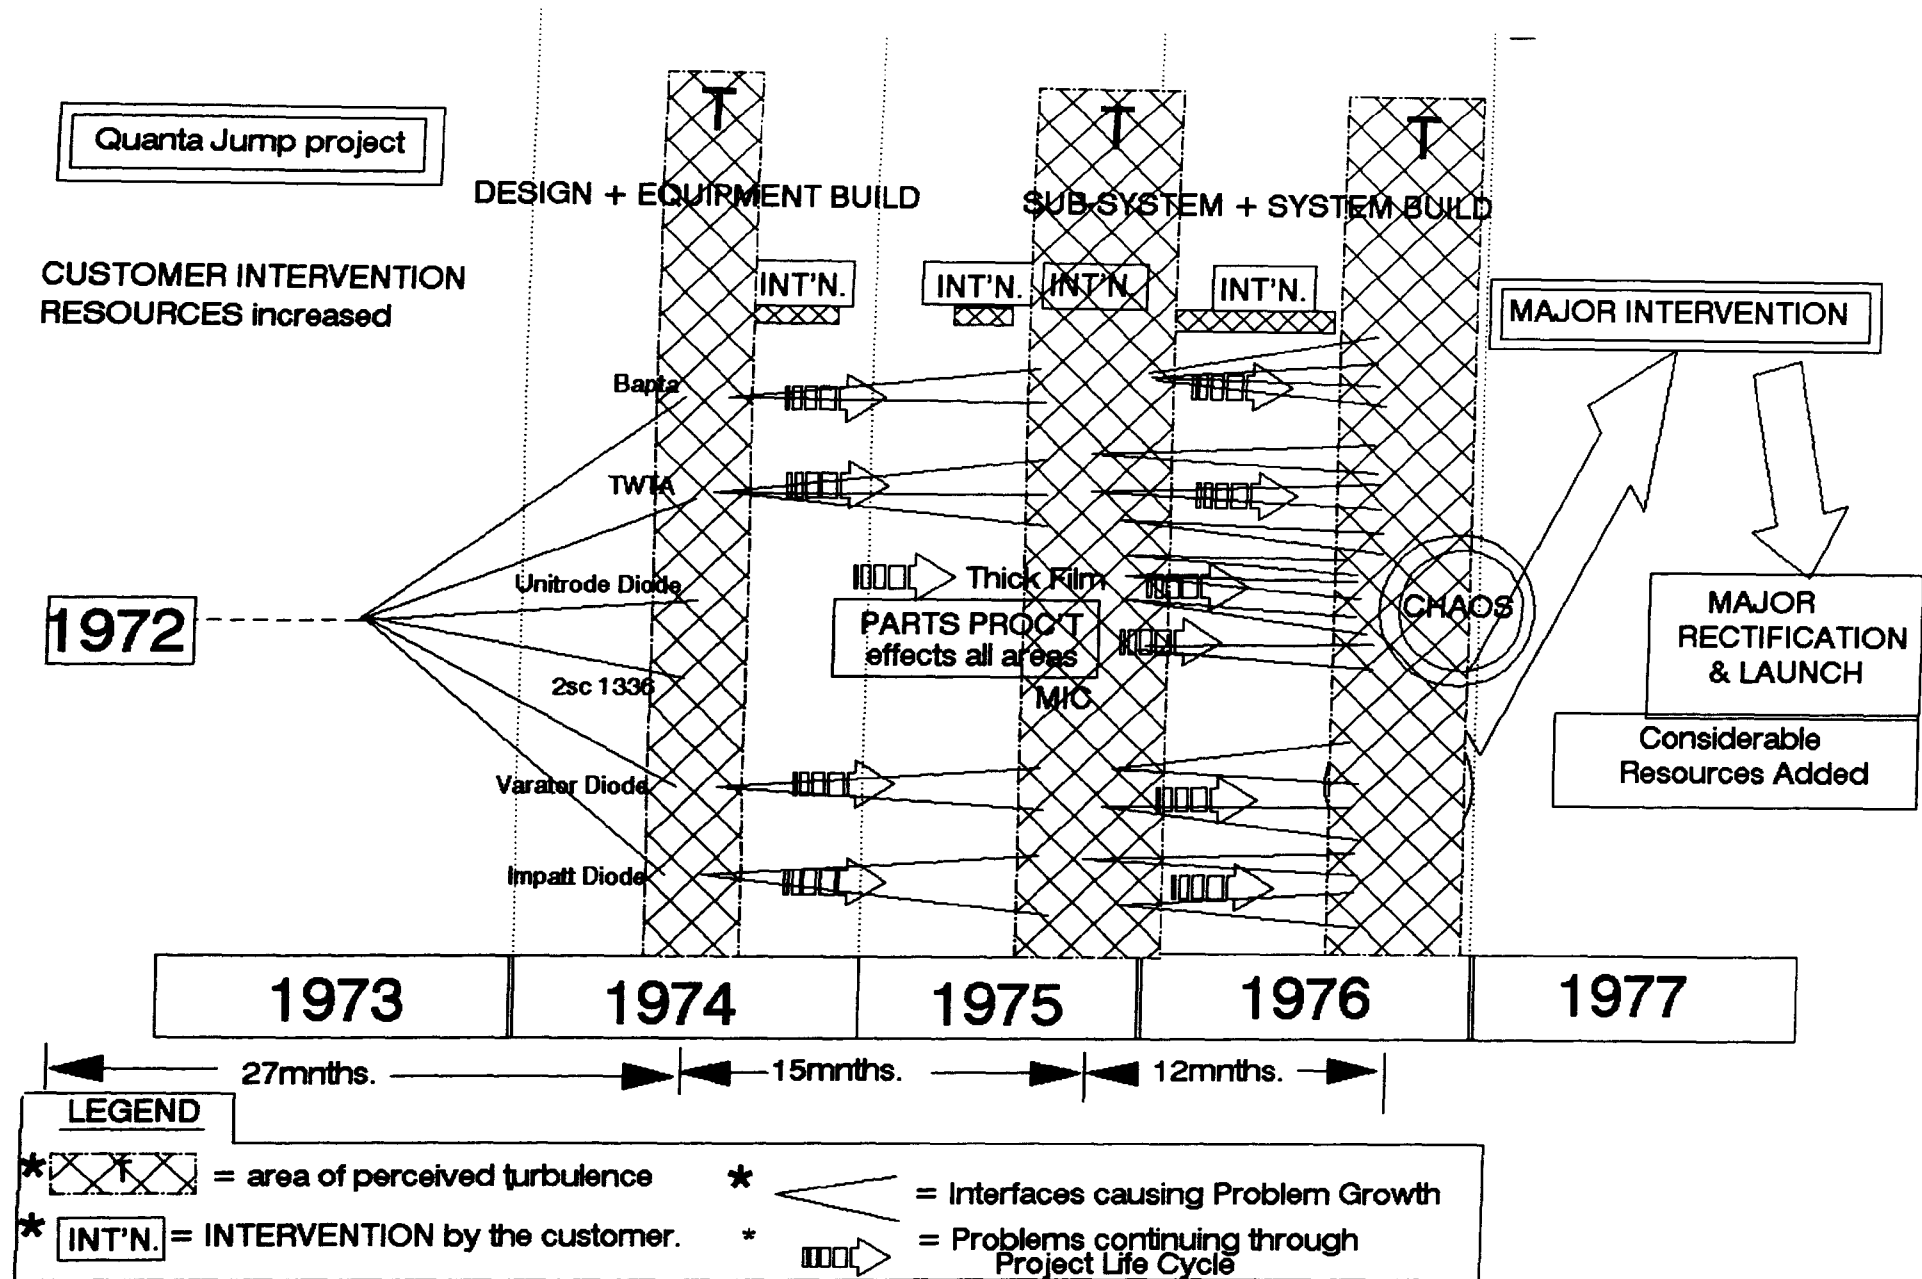 T
T
T
Quanta Jump project
DESIGN + EQUIPMENT BUILD
SUB-SYSTEM + SYSTEM BUILD
CUSTOMER INTERVENTION
RESOURCES increased
INT'N.
INT'N.
INT'N.
INT'N.
MAJOR INTERVENTION
Bapta
TWTA
Unitrode Diode
Thick Film
1972
PARTS PROC'T
effects all areas
CHAOS
MAJOR
RECTIFICATION
& LAUNCH
2sc 1336
MIC
Considerable
Resources Added
Varator Diode
Impatt Diode
1973
1974
1975
1976
1977
27mnths.
15mnths.
12mnths.
LEGEND
* T = area of perceived turbulence
* = Interfaces causing Problem Growth
* INT'N. = INTERVENTION by the customer.
* = Problems continuing through
Project Life Cycle